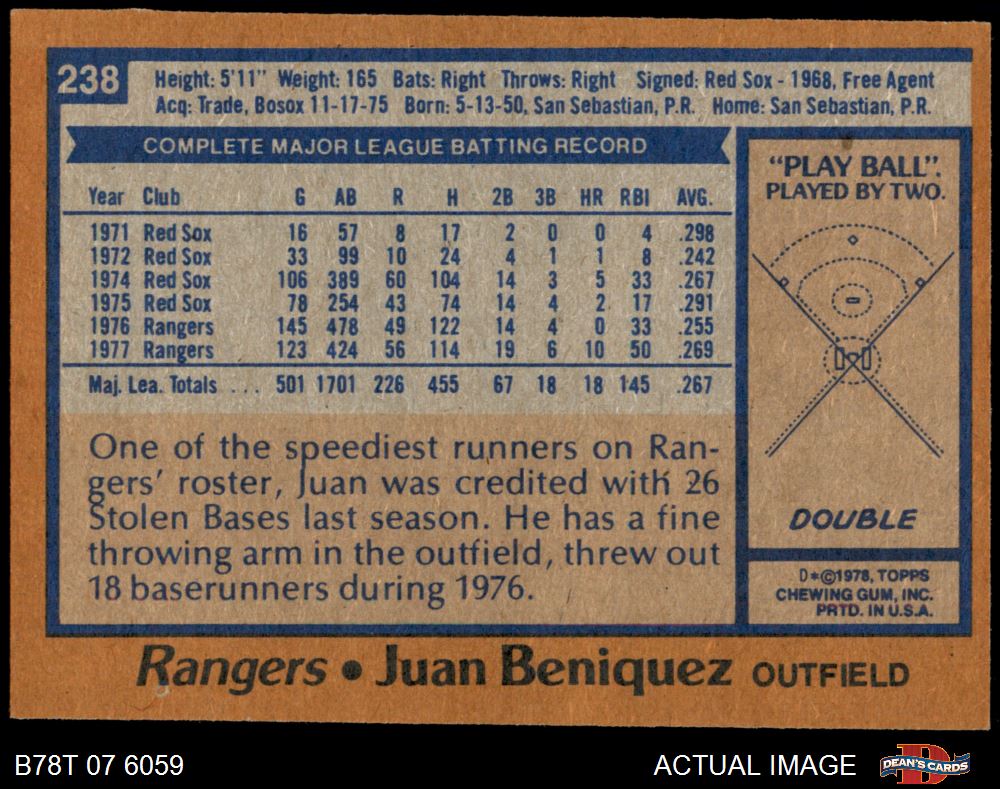 238
Height: 5'11" Weight: 165 Bats: Right Throws: Right Signed: Red Sox - 1968, Free Agent
Acq: Trade, Bosox 11-17-75 Born: 5-13-50, San Sebastian, P.R. Home: San Sebastian, P.R.
COMPLETE MAJOR LEAGUE BATTING RECORD
Year Club G AB R H 2B 3B HR RBI AVG.
1971 Red Sox 16 57 8 17 2 0 0 4 .298
1972 Red Sox 33 99 10 24 4 1 1 8 .242
1974 Red Sox 106 389 60 104 14 3 5 33 .267
1975 Red Sox 78 254 43 74 14 4 2 17 .291
1976 Rangers 145 478 49 122 14 4 0 33 .255
1977 Rangers 123 424 56 114 19 6 10 50 .269
Maj. Lea. Totals ... 501 1701 226 455 67 18 18 145 .267
One of the speediest runners on Ran-
gers' roster, Juan was credited with 26
Stolen Bases last season. He has a fine
throwing arm in the outfield, threw out
18 baserunners during 1976.
"PLAY BALL".
PLAYED BY TWO.
DOUBLE
D*©1978, TOPPS
CHEWING GUM, INC.
PRTD. IN U.S.A.
Rangers • Juan Beniquez OUTFIELD
B78T 07 6059
ACTUAL IMAGE
DEAN'S CARDS